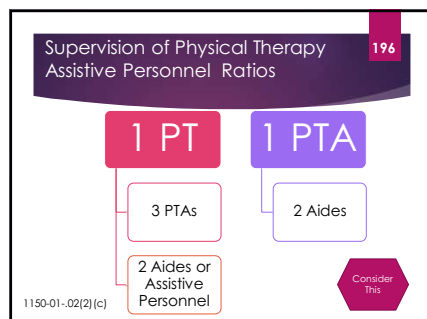 Supervision of Physical Therapy
Assistive Personnel Ratios
196
1 PT
3 PTAs
2 Aides or
Assistive
Personnel
1 PTA
2 Aides
Consider
This
1150-01-.02(2)(c)